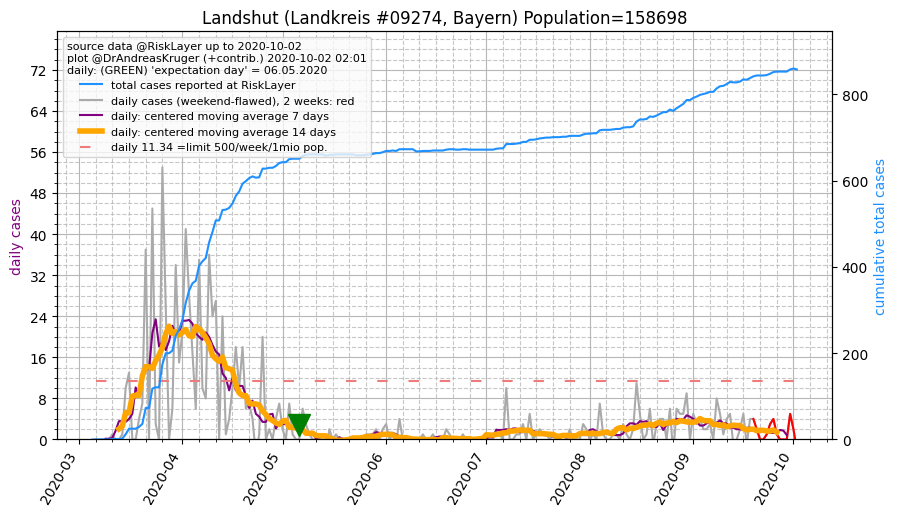 Landshut (Landkreis #09274, Bayern) Population=158698
source data @RiskLayer up to 2020-10-02
plot @DrAndreasKruger (+contrib.) 2020-10-02 02:01
daily: (GREEN) 'expectation day' = 06.05.2020
total cases reported at RiskLayer
daily cases (weekend-flawed), 2 weeks: red
daily: centered moving average 7 days
daily: centered moving average 14 days
daily 11.34 =limit 500/week/1mio pop.
daily cases
72
64
56
48
40
32
24
16
8
0
cumulative total cases
800
600
400
200
0
2020-03
2020-04
2020-05
2020-06
2020-07
2020-08
2020-09
2020-10